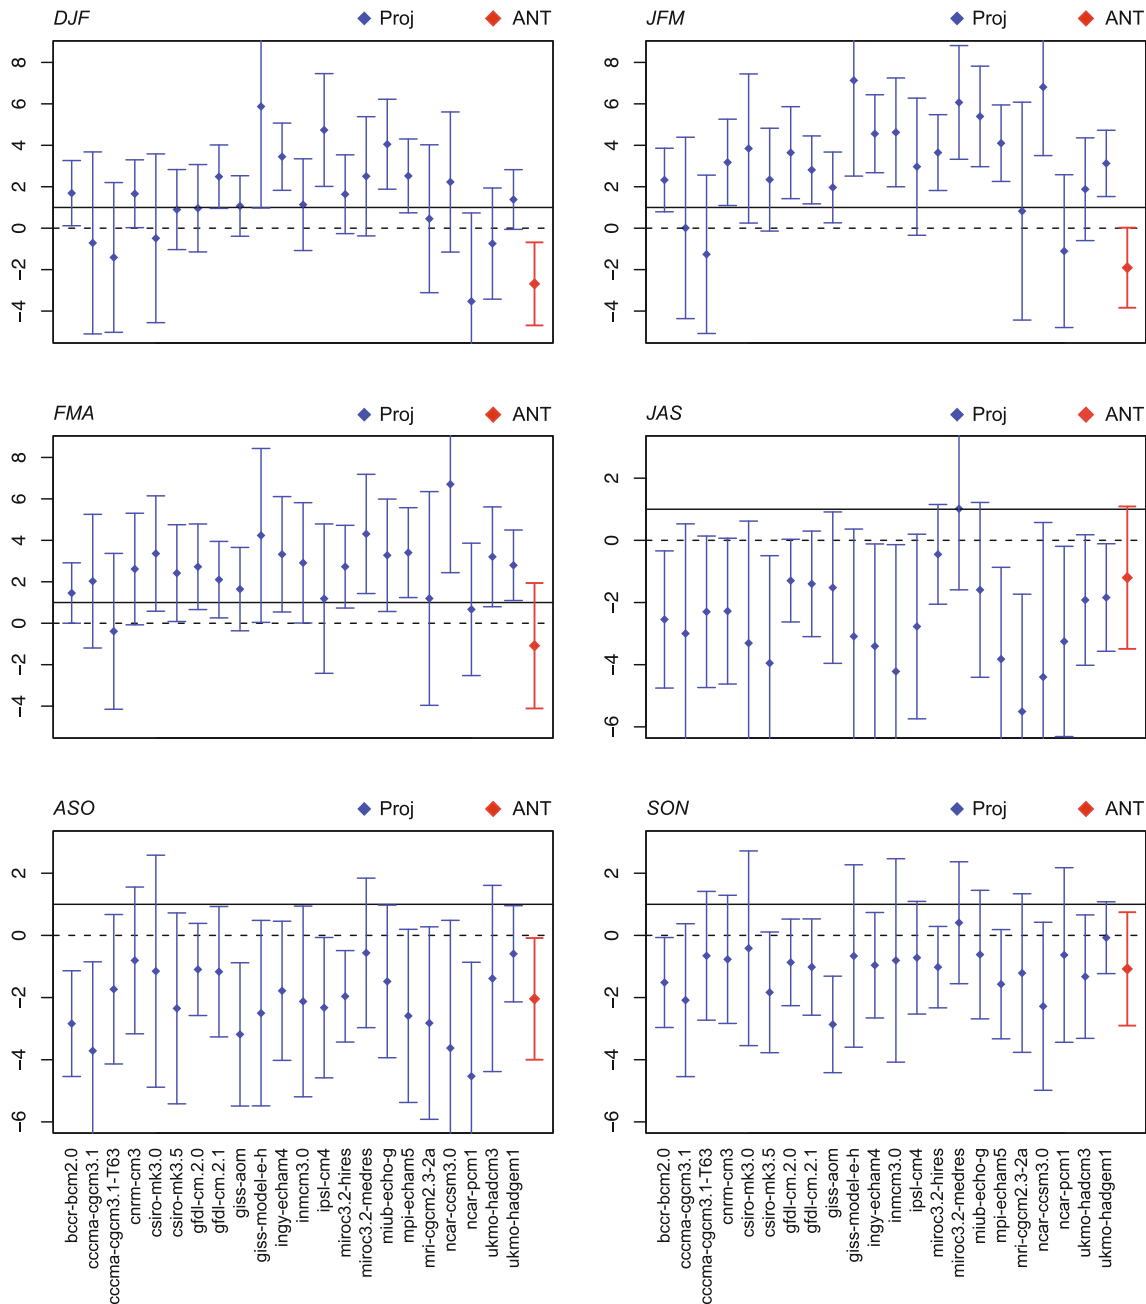 DJF Proj ANT
8
6
4
2
0
−2
−4
JFM Proj ANT
8
6
4
2
0
−2
−4
FMA Proj ANT
8
6
4
2
0
−2
−4
JAS Proj ANT
2
0
−2
−4
−6
ASO Proj ANT
2
0
−2
−4
−6
SON Proj ANT
2
0
−2
−4
−6
bccr-bcm2.0
cccma-cgcm3.1
cccma-cgcm3.1-T63
cnrm-cm3
csiro-mk3.0
csiro-mk3.5
gfdl-cm.2.0
gfdl-cm.2.1
giss-aom
giss-model-e-h
ingy-echam4
inmcm3.0
ipsl-cm4
miroc3.2-hires
miroc3.2-medres
miub-echo-g
mpi-echam5
mri-cgcm2.3-2a
ncar-ccsm3.0
ncar-pcm1
ukmo-hadcm3
ukmo-hadgem1
bccr-bcm2.0
cccma-cgcm3.1
cccma-cgcm3.1-T63
cnrm-cm3
csiro-mk3.0
csiro-mk3.5
gfdl-cm.2.0
gfdl-cm.2.1
giss-aom
giss-model-e-h
ingy-echam4
inmcm3.0
ipsl-cm4
miroc3.2-hires
miroc3.2-medres
miub-echo-g
mpi-echam5
mri-cgcm2.3-2a
ncar-ccsm3.0
ncar-pcm1
ukmo-hadcm3
ukmo-hadgem1